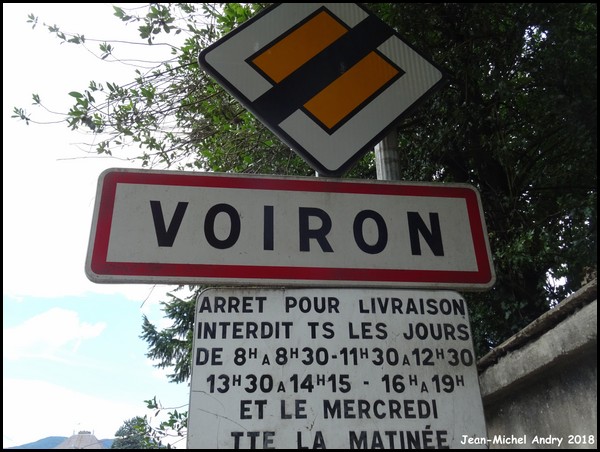 VOIRON
ARRET POUR LIVRAISON
INTERDIT TS LES JOURS
DE 8H A 8H30-11H30 A 12H30
13H30 A 14H15 - 16H A 19H
ET LE MERCREDI
TTE LA MATINÉE
Jean-Michel Andry 2018